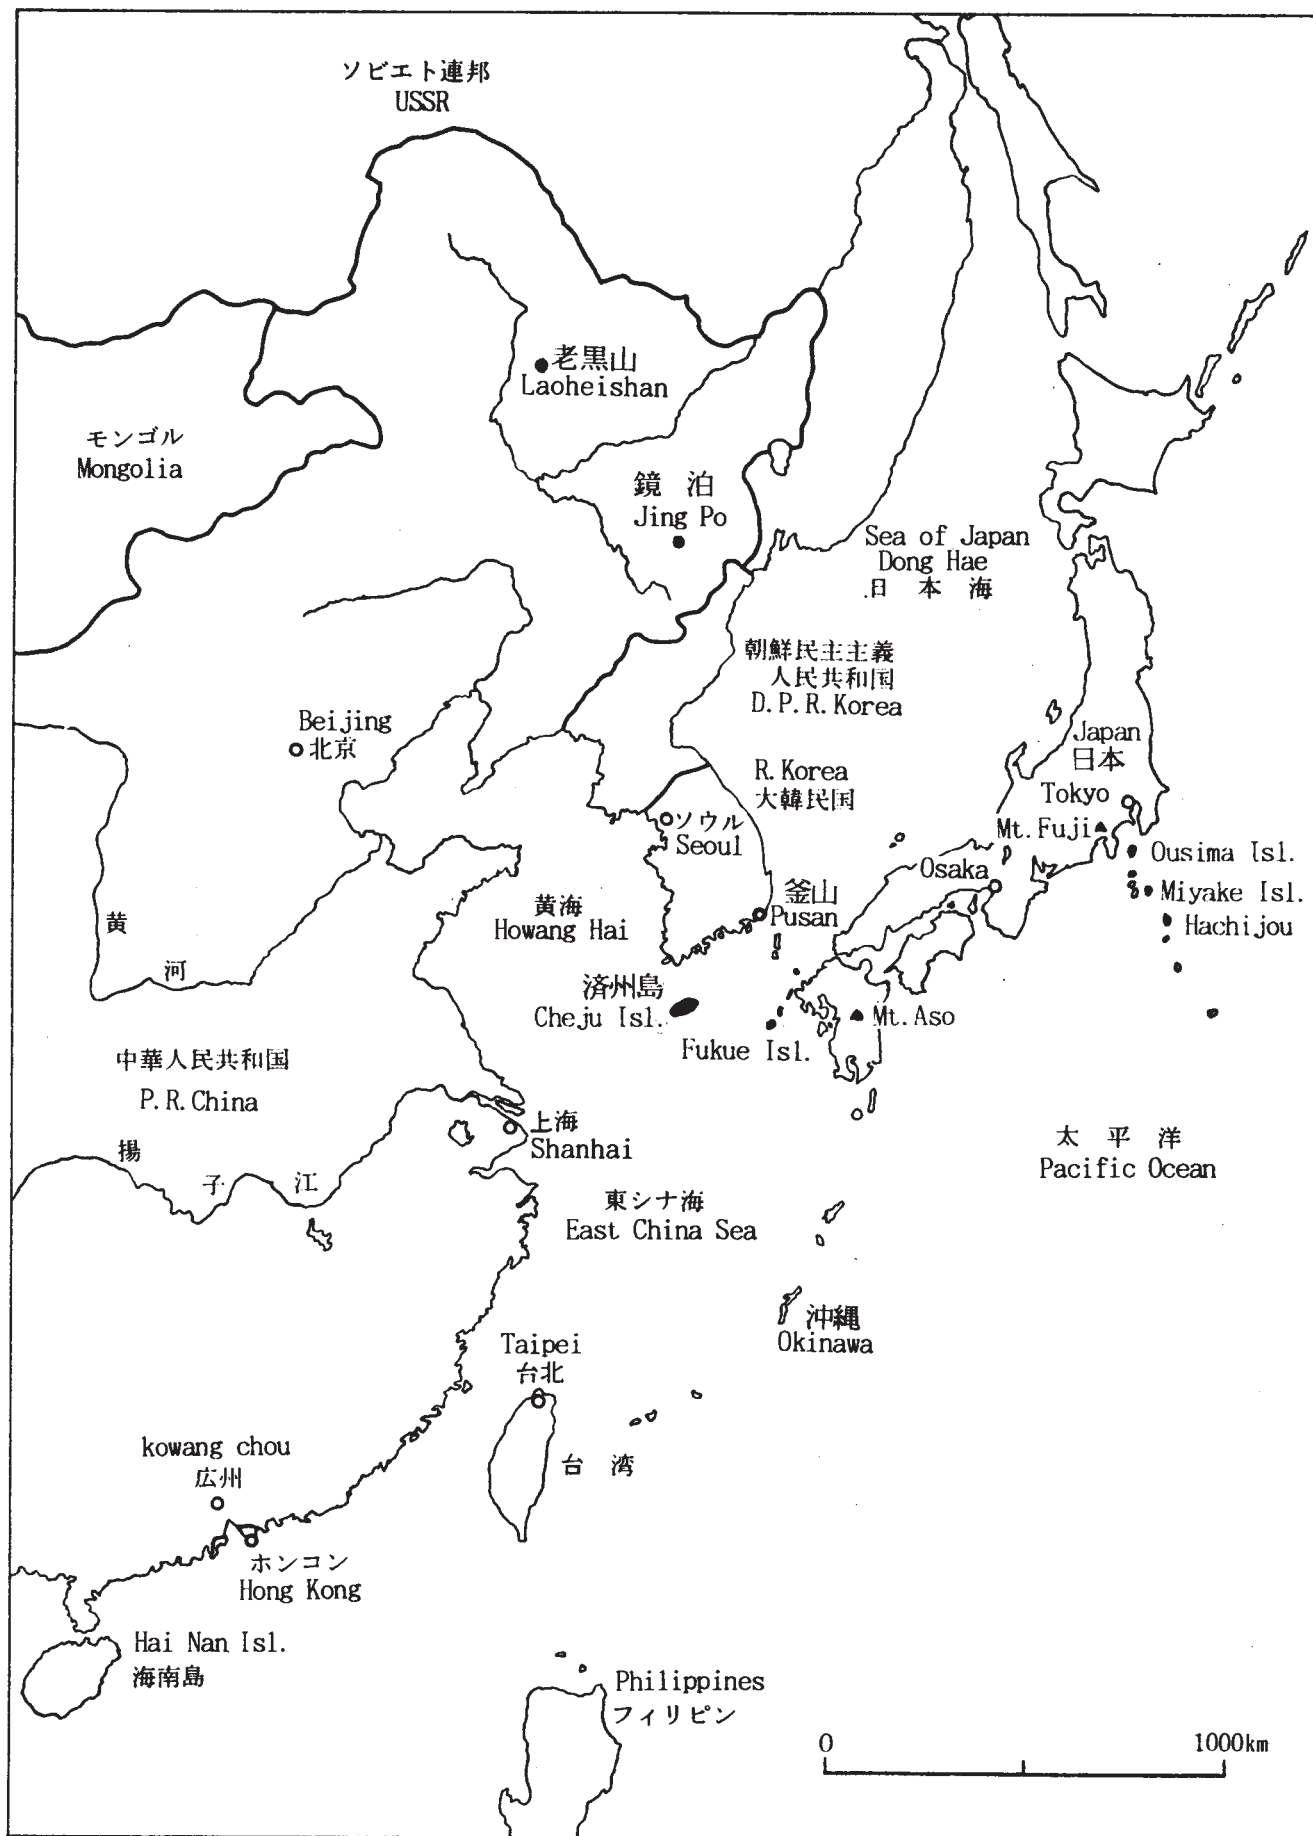 ソビエト連邦
USSR
老黒山
Laoheishan
モンゴル
Mongolia
鏡 泊
Jing Po
Sea of Japan
Dong Hae
日 本 海
朝鮮民主主義
人民共和国
D.P.R.Korea
Beijing
北京
Japan
日本
R.Korea
大韓民国
Tokyo
ソウル
Seoul
Mt.Fuji
Ousima Isl.
Osaka
釜山
Pusan
Miyake Isl.
黄海
Howang Hai
Hachijou
黄
河
済州島
Cheju Isl.
Mt.Aso
Fukue Isl.
中華人民共和国
P.R.China
上海
Shanhai
太 平 洋
Pacific Ocean
揚
子
江
東シナ海
East China Sea
沖縄
Okinawa
Taipei
台北
kowang chou
広州
台 湾
ホンコン
Hong Kong
Hai Nan Isl.
海南島
Philippines
フィリピン
0
1000km